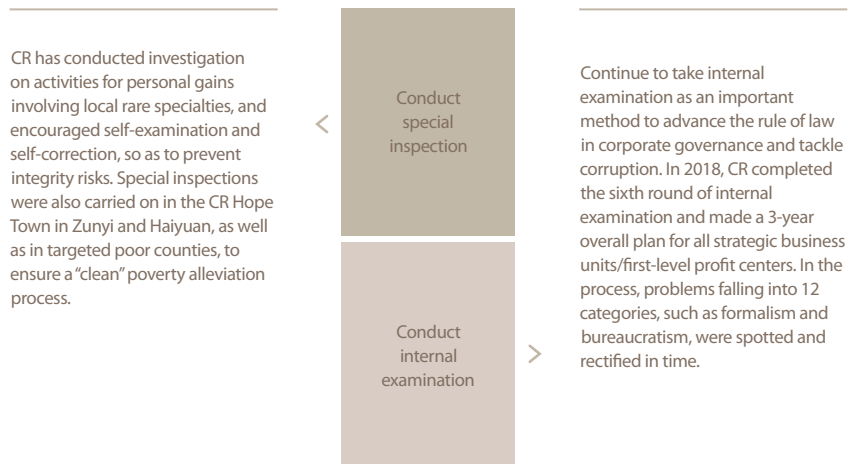 CR has conducted investigation
on activities for personal gains
involving local rare specialties, and
encouraged self-examination and
self-correction, so as to prevent
integrity risks. Special inspections
were also carried on in the CR Hope
Town in Zunyi and Haiyuan, as well
as in targeted poor counties, to
ensure a “clean” poverty alleviation
process.
Conduct
special
inspection
Conduct
internal
examination
Continue to take internal
examination as an important
method to advance the rule of law
in corporate governance and tackle
corruption. In 2018, CR completed
the sixth round of internal
examination and made a 3-year
overall plan for all strategic business
units/first-level profit centers. In the
process, problems falling into 12
categories, such as formalism and
bureaucratism, were spotted and
rectified in time.